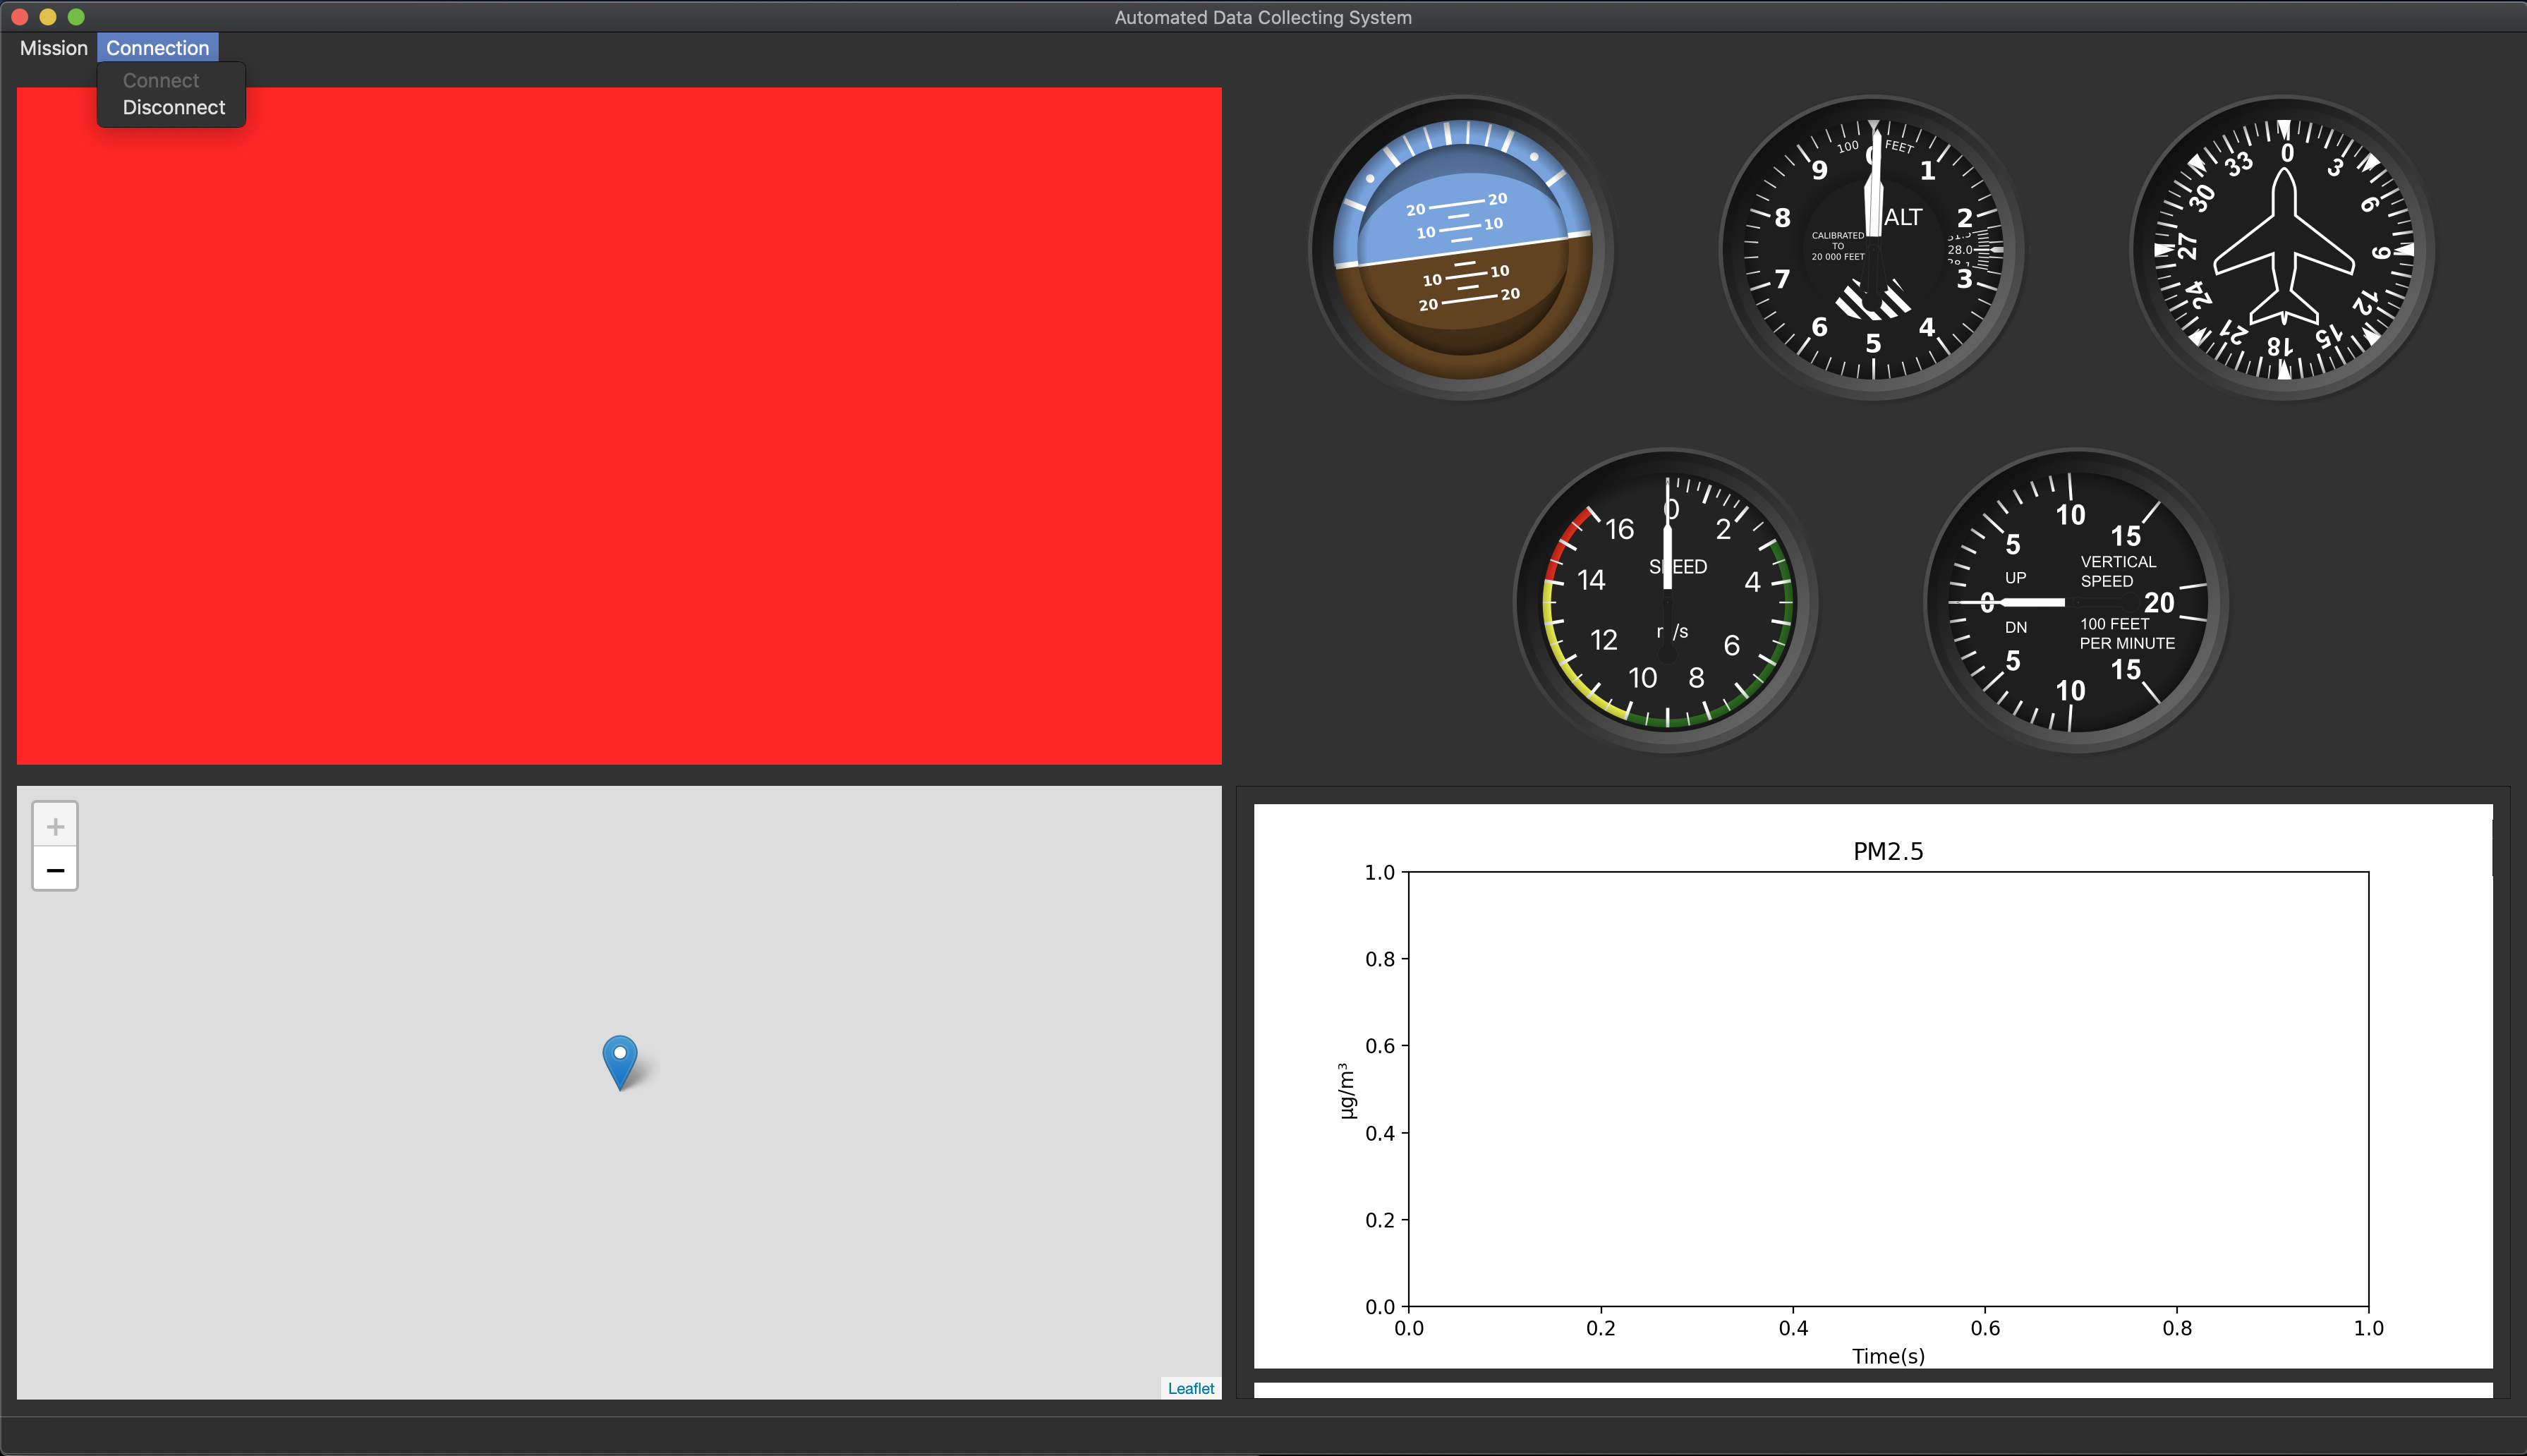 Automated Data Collecting System
Mission Connection
Connect
Disconnect
20 20
10 10
10 10
20 20
100 FEET
0
9 1
8 ALT 2
CALIBRATED
TO
20 000 FEET
28.0
7 3
6 4
5
0
33 3
30 6
27 9
24 12
21 15
18
0
16 2
SPEED
14 4
/s
12 6
10 8
10
5 15
UP VERTICAL
SPEED
0 20
DN 100 FEET
PER MINUTE
5 15
10
+
−
Leaflet
PM2.5
1.0
0.8
0.6
µg/m³
0.4
0.2
0.0
0.0 0.2 0.4 0.6 0.8 1.0
Time(s)